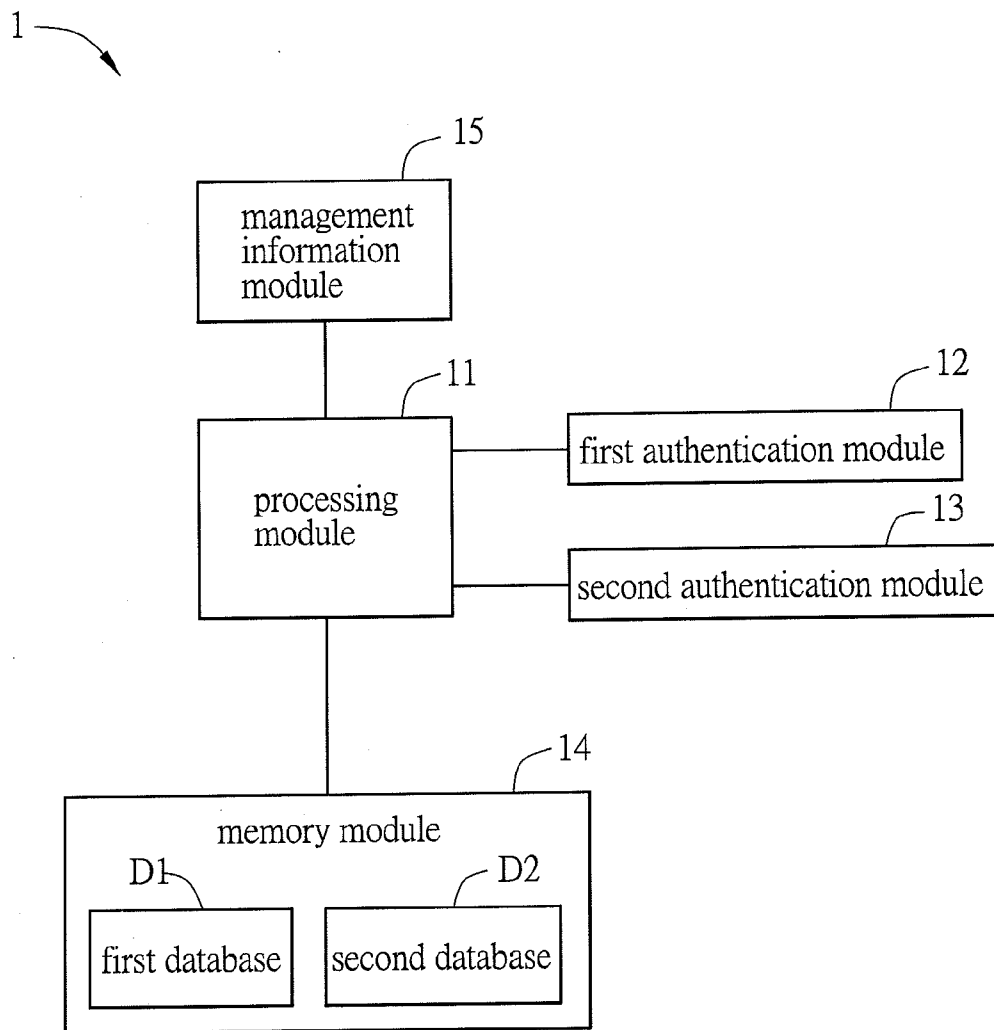 1
15
management
information
module
11
12
processing
module
first authentication module
13
second authentication module
14
memory module
D1
D2
first database
second database